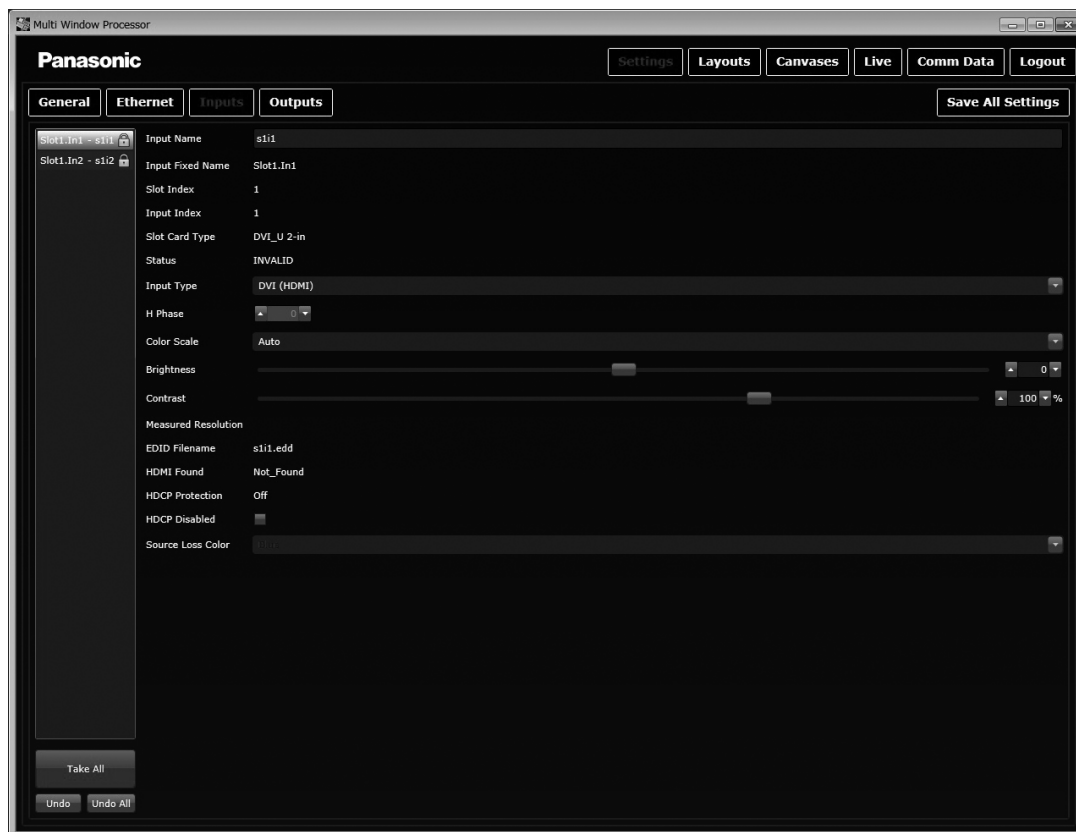 Multi Window Processor
Panasonic
Settings Layouts Canvases Live Comm Data Logout
General Ethernet Inputs Outputs Save All Settings
Slot1.In1 - s1i1
Slot1.In2 - s1i2
Input Name s1i1
Input Fixed Name Slot1.In1
Slot Index 1
Input Index 1
Slot Card Type DVI_U 2-in
Status INVALID
Input Type DVI (HDMI)
H Phase 0
Color Scale Auto
Brightness 0
Contrast 100 %
Measured Resolution
EDID Filename s1i1.edd
HDMI Found Not_Found
HDCP Protection Off
HDCP Disabled
Source Loss Color
Take All
Undo Undo All